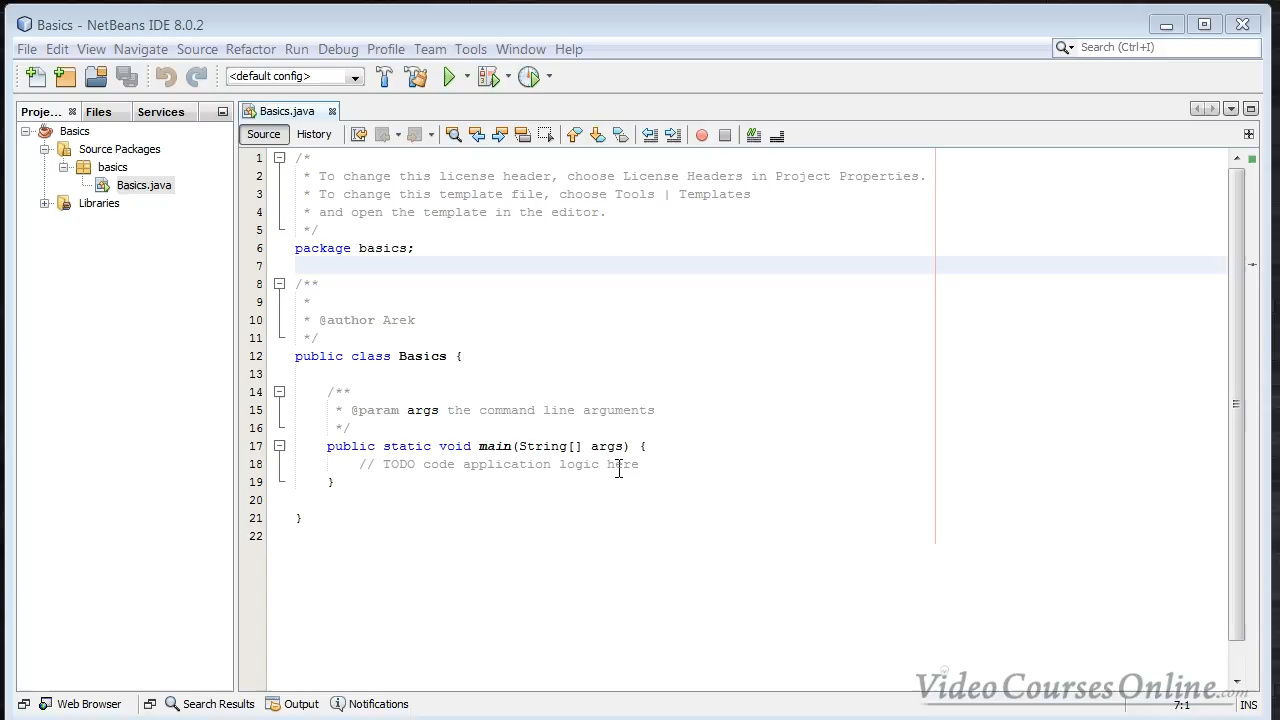 Basics - NetBeans IDE 8.0.2
File Edit View Navigate Source Refactor Run Debug Profile Team Tools Window Help
Search (Ctrl+I)
<default config>
Proje... Files Services
Basics.java
Basics
Source Packages
basics
Basics.java
Libraries
Source History
1 /*
2 * To change this license header, choose License Headers in Project Properties.
3 * To change this template file, choose Tools | Templates
4 * and open the template in the editor.
5 */
6 package basics;
7
8 /**
9 *
10 * @author Arek
11 */
12 public class Basics {
13
14 /**
15 * @param args the command line arguments
16 */
17 public static void main(String[] args) {
18 // TODO code application logic here
19 }
20
21 }
22
VideoCoursesOnline.com
Web Browser Search Results Output Notifications 7:1 INS